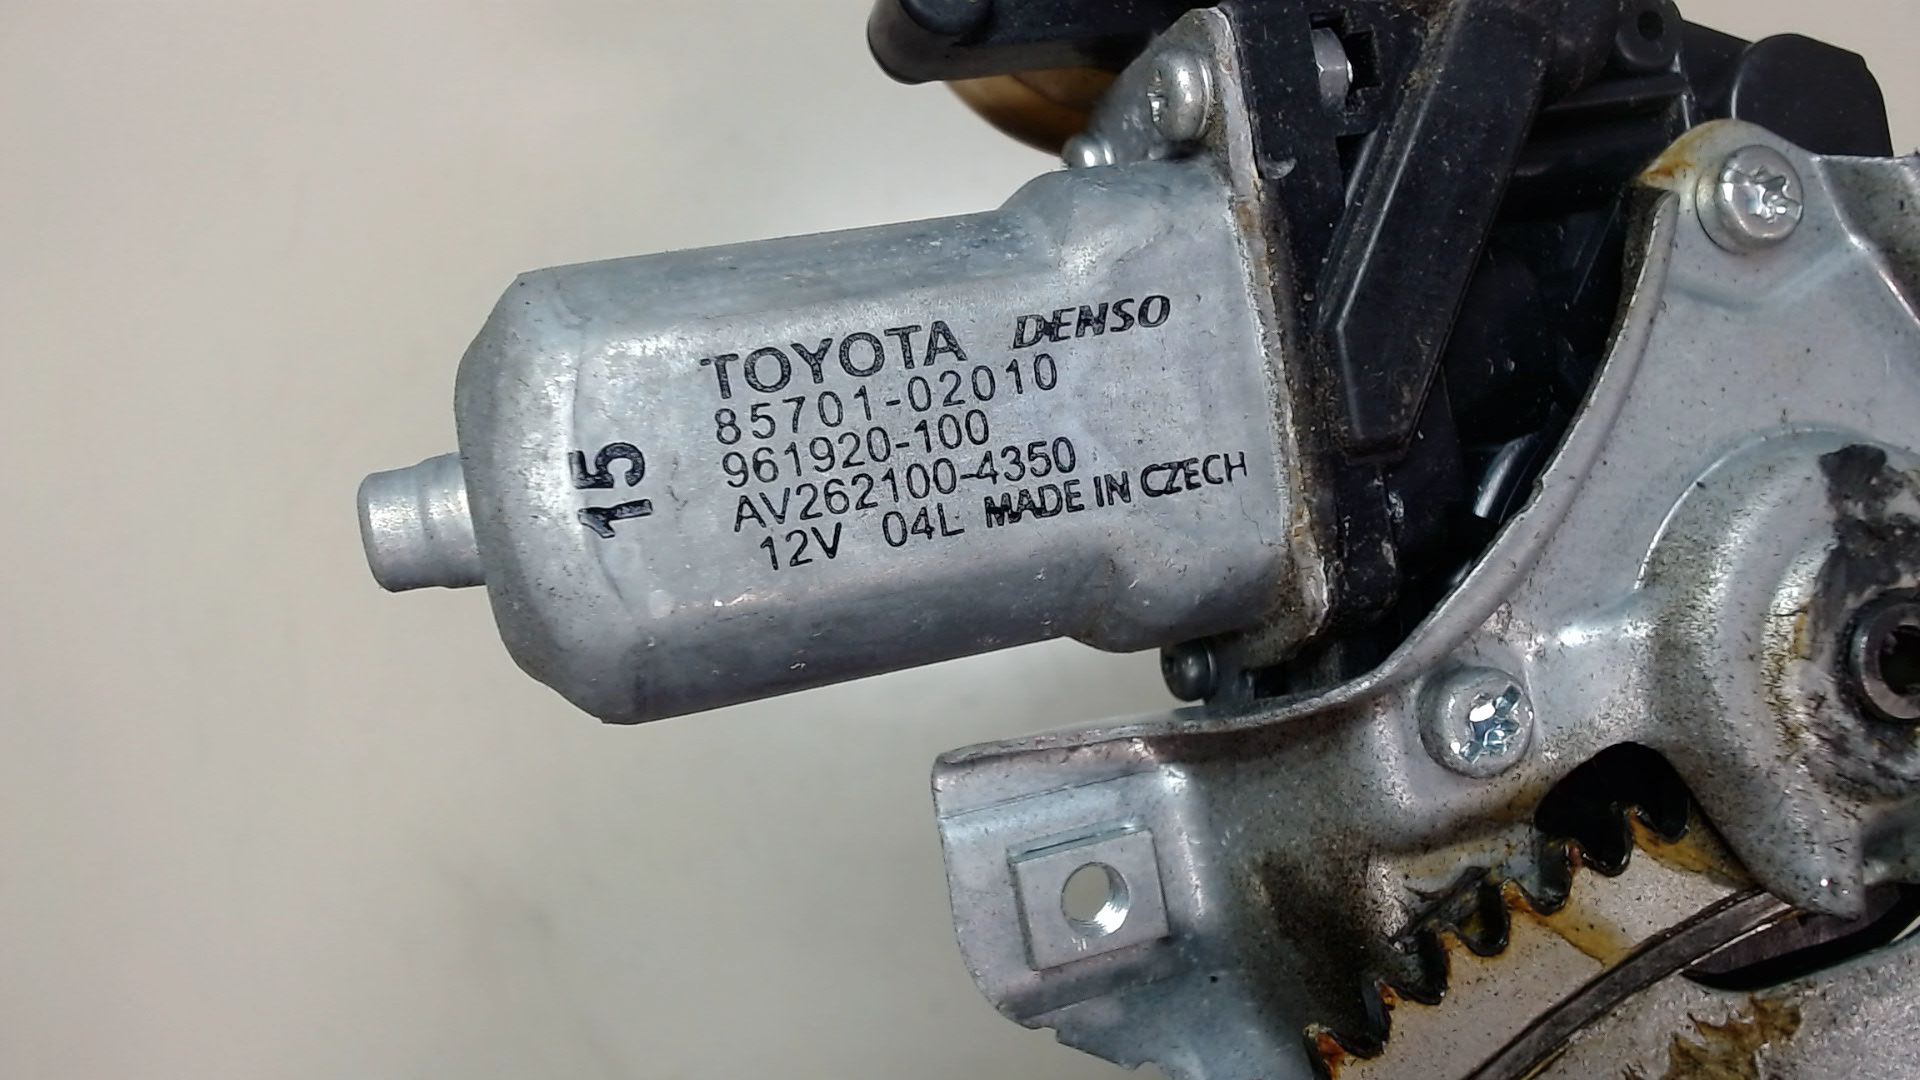 TOYOTA DENSO
85701-02010
961920-100
AV262100-4350
12V 04L MADE IN CZECH
15